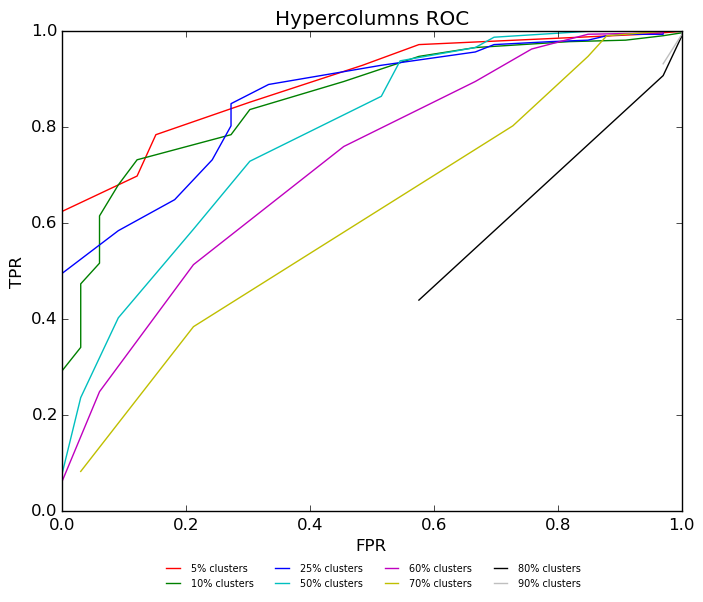 Hypercolumns ROC
1.0
0.8
0.6
0.4
0.2
0.0
TPR
0.0 0.2 0.4 0.6 0.8 1.0
FPR
5% clusters 25% clusters 60% clusters 80% clusters
10% clusters 50% clusters 70% clusters 90% clusters